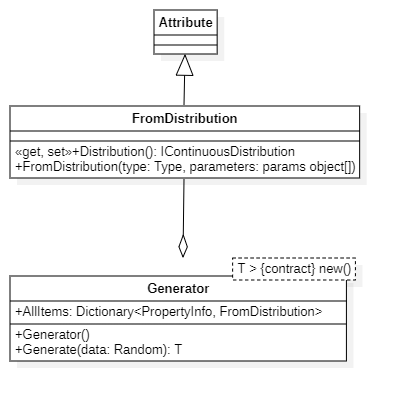 Attribute
FromDistribution
«get, set»+Distribution(): IContinuousDistribution
+FromDistribution(type: Type, parameters: params object[])
T > {contract} new()
Generator
+AllItems: Dictionary<PropertyInfo, FromDistribution>
+Generator()
+Generate(data: Random): T